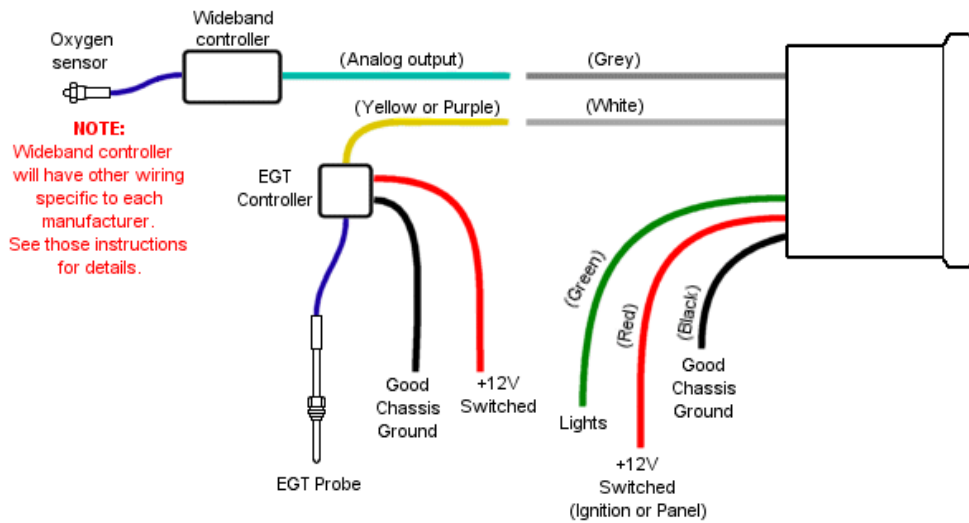 Oxygen
sensor
Wideband
controller
(Analog output)
(Grey)
(Yellow or Purple)
(White)
NOTE:
Wideband controller
will have other wiring
specific to each
manufacturer.
See those instructions
for details.
EGT
Controller
(Green)
(Red)
(Black)
Good
Chassis
Ground
+12V
Switched
Lights
Good
Chassis
Ground
+12V
Switched
(Ignition or Panel)
EGT Probe